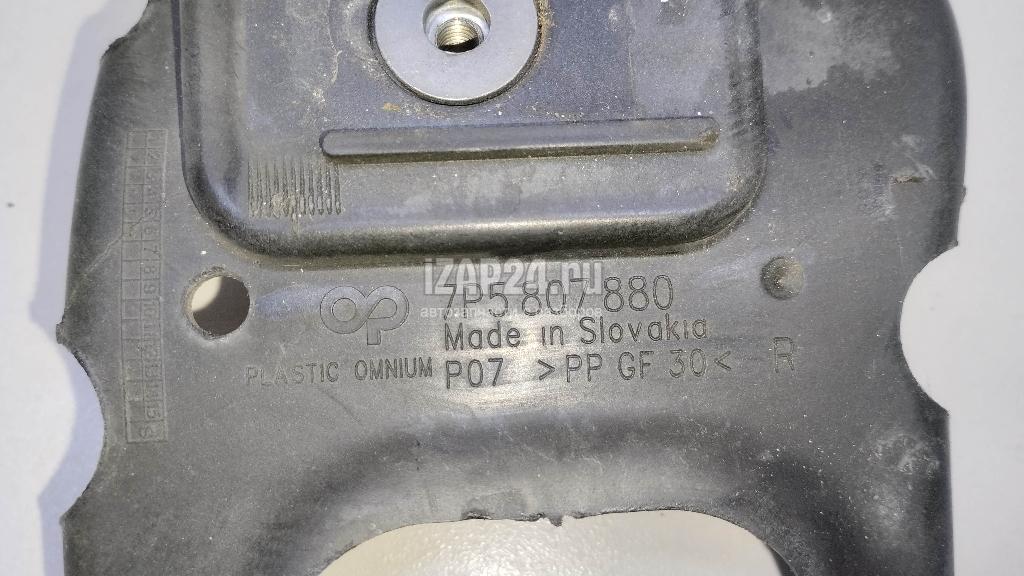 iZAP24.ru
7P5 807 880
Made in Slovakia
PLASTIC OMNIUM P07 >PP GF 30< R